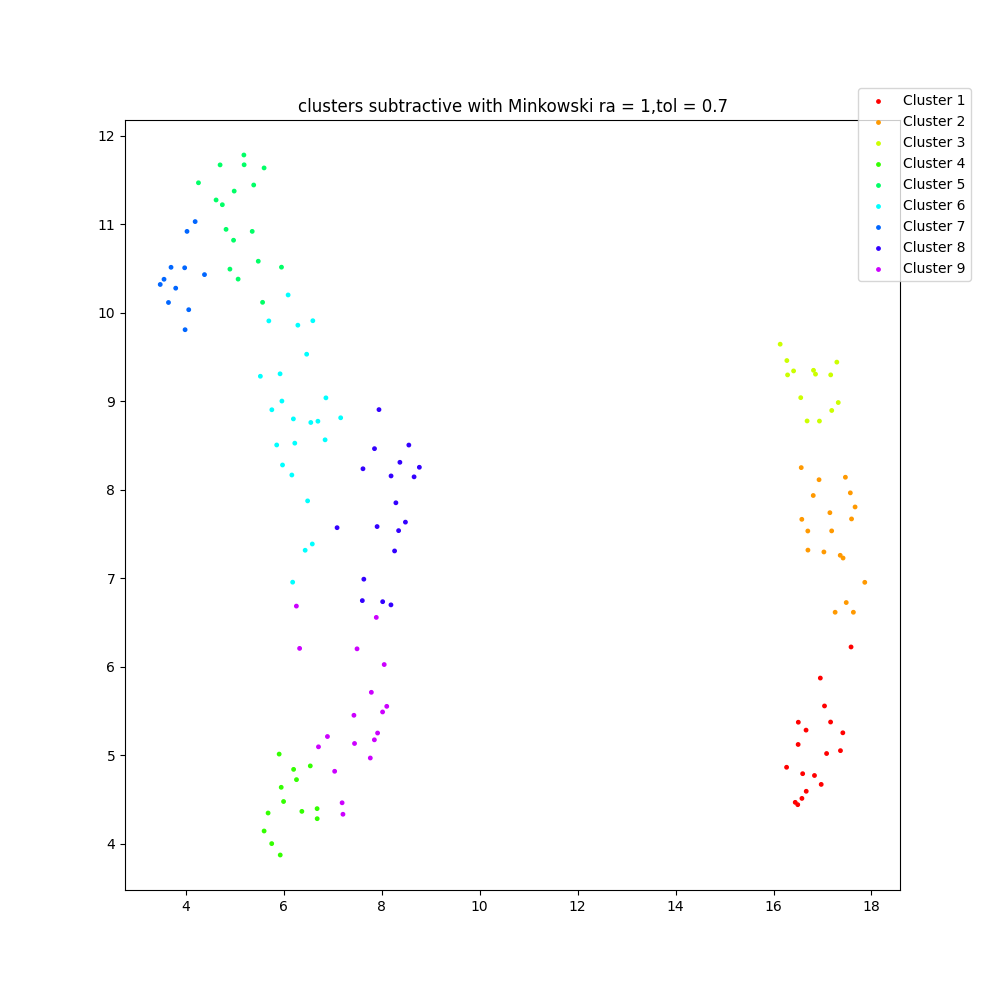 clusters subtractive with Minkowski ra = 1,tol = 0.7
Cluster 1
Cluster 2
Cluster 3
Cluster 4
Cluster 5
Cluster 6
Cluster 7
Cluster 8
Cluster 9
12
11
10
9
8
7
6
5
4
4 6 8 10 12 14 16 18